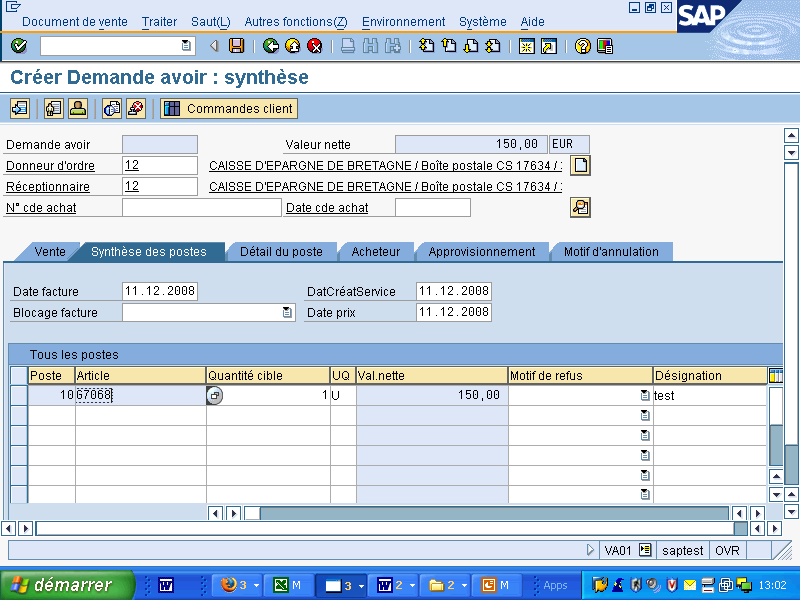 Document de vente Traiter Saut(L) Autres fonctions(Z) Environnement Système Aide
SAP
Créer Demande avoir : synthèse
Commandes client
Demande avoir Valeur nette 150,00 EUR
Donneur d'ordre 12 CAISSE D'EPARGNE DE BRETAGNE / Boîte postale CS 17634 /
Réceptionnaire 12 CAISSE D'EPARGNE DE BRETAGNE / Boîte postale CS 17634 /
N° cde achat Date cde achat
Vente Synthèse des postes Détail du poste Acheteur Approvisionnement Motif d'annulation
Date facture 11.12.2008 DatCréatService 11.12.2008
Blocage facture Date prix 11.12.2008
Tous les postes
Poste Article Quantité cible UQ Val.nette Motif de refus Désignation
10 67068 1 U 150,00 test
VA01 saptest OVR
démarrer 3 M 3 2 2 M Apps 13:02